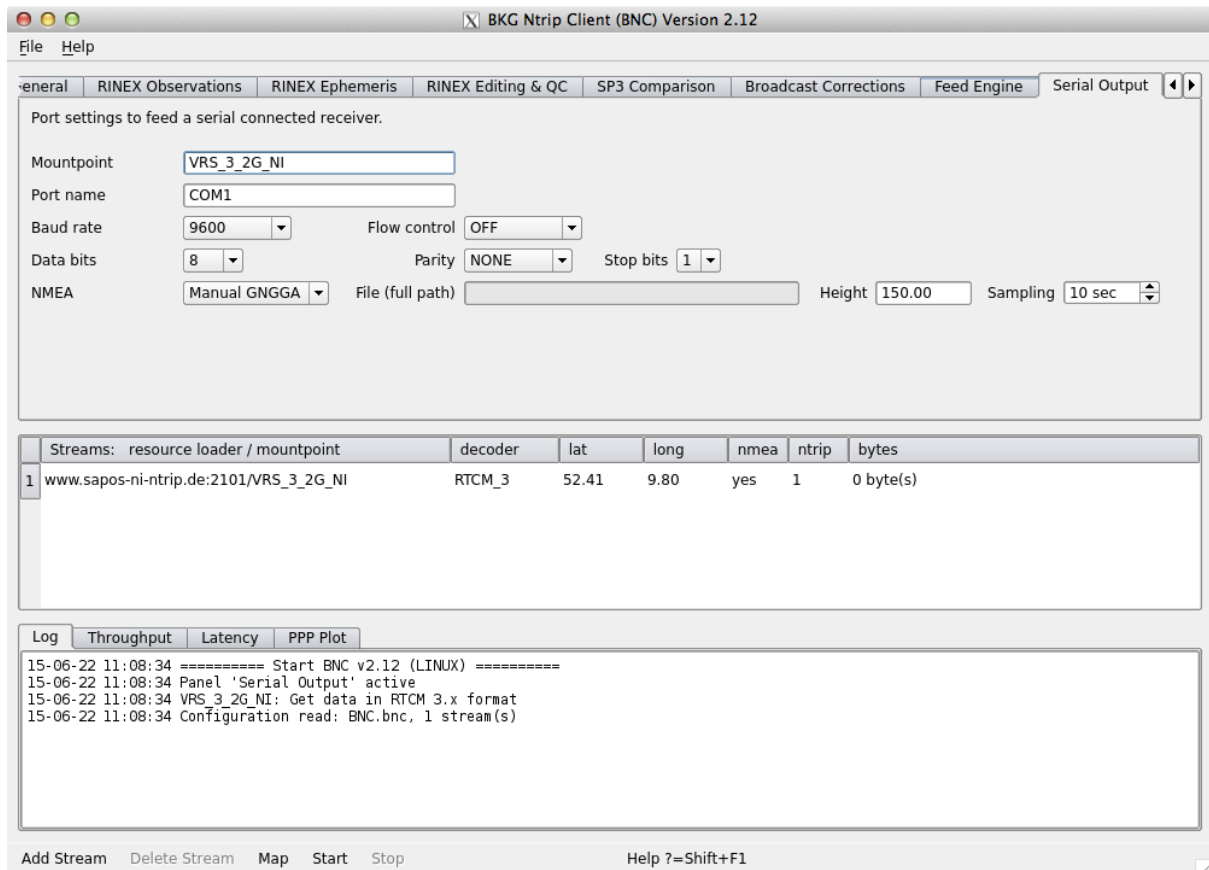 BKG Ntrip Client (BNC) Version 2.12
File Help
eneral RINEX Observations RINEX Ephemeris RINEX Editing & QC SP3 Comparison Broadcast Corrections Feed Engine Serial Output
Port settings to feed a serial connected receiver.
Mountpoint VRS_3_2G_NI
Port name COM1
Baud rate 9600 Flow control OFF
Data bits 8 Parity NONE Stop bits 1
NMEA Manual GNGGA File (full path) Height 150.00 Sampling 10 sec
Streams: resource loader / mountpoint decoder lat long nmea ntrip bytes
1 www.sapos-ni-ntrip.de:2101/VRS_3_2G_NI RTCM_3 52.41 9.80 yes 1 0 byte(s)
Log Throughput Latency PPP Plot
15-06-22 11:08:34 ========== Start BNC v2.12 (LINUX) ==========
15-06-22 11:08:34 Panel 'Serial Output' active
15-06-22 11:08:34 VRS_3_2G_NI: Get data in RTCM 3.x format
15-06-22 11:08:34 Configuration read: BNC.bnc, 1 stream(s)
Add Stream Delete Stream Map Start Stop Help ?=Shift+F1